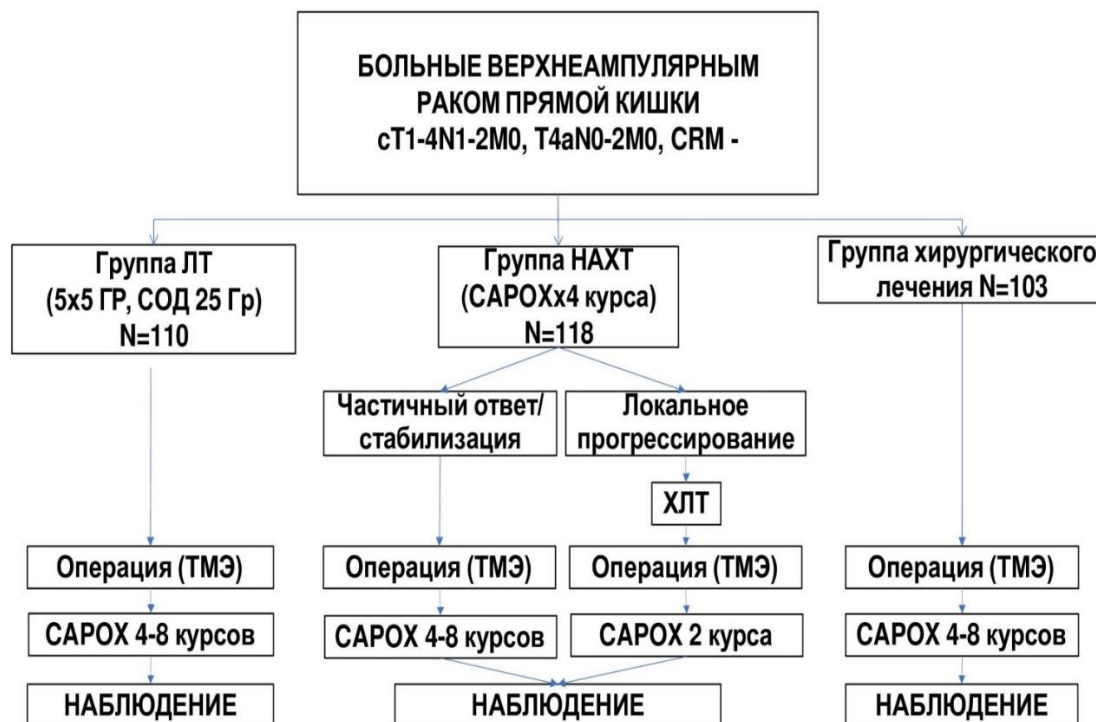 БОЛЬНЫЕ ВЕРХНЕАМПУЛЯРНЫМ
РАКОМ ПРЯМОЙ КИШКИ
cT1-4N1-2M0, T4aN0-2M0, CRM -
Группа ЛТ
(5х5 ГР, СОД 25 Гр)
N=110
Группа НАХТ
(CAPOXx4 курса)
N=118
Группа хирургического
лечения N=103
Частичный ответ/
стабилизация
Локальное
прогрессирование
ХЛТ
Операция (ТМЭ)
Операция (ТМЭ)
Операция (ТМЭ)
Операция (ТМЭ)
CAPOX 4-8 курсов
CAPOX 4-8 курсов
CAPOX 2 курса
CAPOX 4-8 курсов
НАБЛЮДЕНИЕ
НАБЛЮДЕНИЕ
НАБЛЮДЕНИЕ